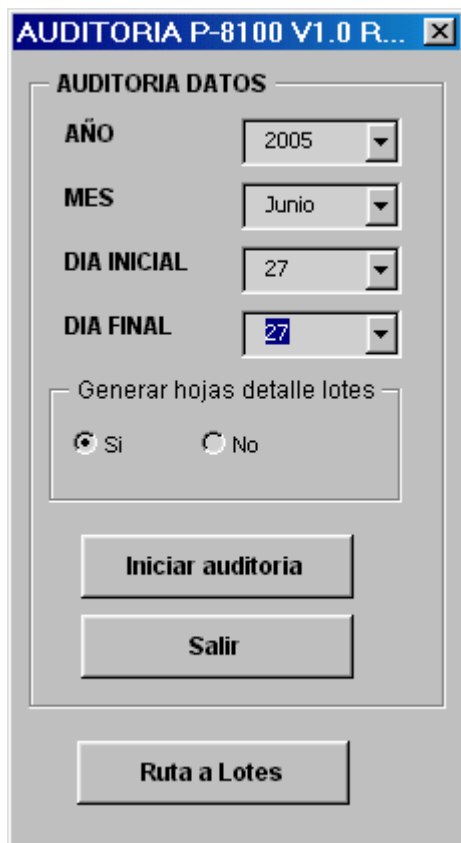 AUDITORIA P-8100 V1.0 R...
AUDITORIA DATOS
AÑO 2005
MES Junio
DIA INICIAL 27
DIA FINAL 27
Generar hojas detalle lotes
Si No
Iniciar auditoria
Salir
Ruta a Lotes